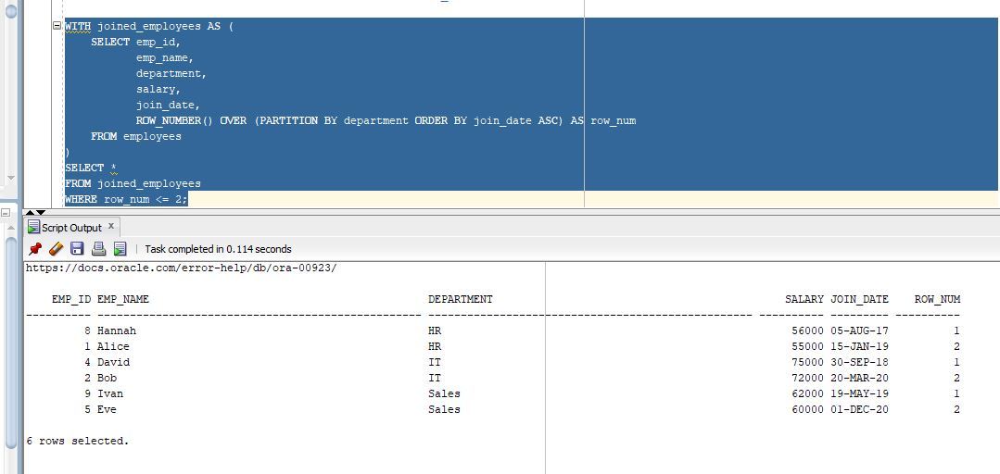 WITH joined_employees AS (
    SELECT emp_id,
           emp_name,
           department,
           salary,
           join_date,
           ROW_NUMBER() OVER (PARTITION BY department ORDER BY join_date ASC) AS row_num
    FROM employees
)
SELECT *
FROM joined_employees
WHERE row_num <= 2;
Script Output x
Task completed in 0.114 seconds
https://docs.oracle.com/error-help/db/ora-00923/
EMP_ID EMP_NAME DEPARTMENT SALARY JOIN_DATE ROW_NUM
---------- -------------------------------------------------- -------------------------------------------------- ---------- --------- ----------
8 Hannah HR 56000 05-AUG-17 1
1 Alice HR 55000 15-JAN-19 2
4 David IT 75000 30-SEP-18 1
2 Bob IT 72000 20-MAR-20 2
9 Ivan Sales 62000 19-MAY-19 1
5 Eve Sales 60000 01-DEC-20 2
6 rows selected.